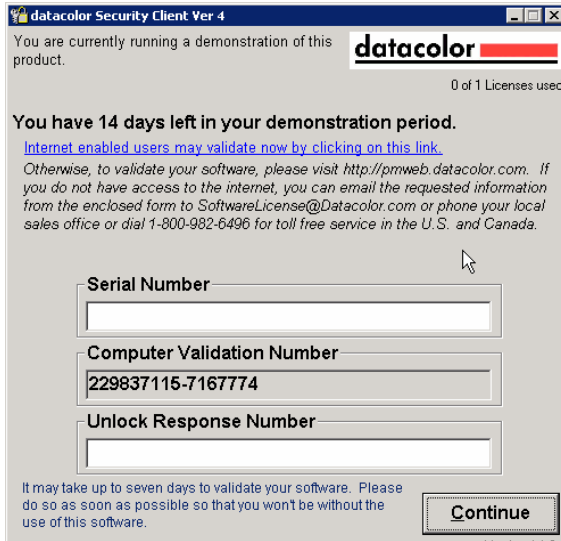 datacolor Security Client Ver 4
You are currently running a demonstration of this
product.
datacolor
0 of 1 Licenses used
You have 14 days left in your demonstration period.
Internet enabled users may validate now by clicking on this link.
Otherwise, to validate your software, please visit http://pmweb.datacolor.com. If
you do not have access to the internet, you can email the requested information
from the enclosed form to SoftwareLicense@Datacolor.com or phone your local
sales office or dial 1-800-982-6496 for toll free service in the U.S. and Canada.
Serial Number
Computer Validation Number
229837115-7167774
Unlock Response Number
It may take up to seven days to validate your software. Please
do so as soon as possible so that you won't be without the
use of this software.
Continue